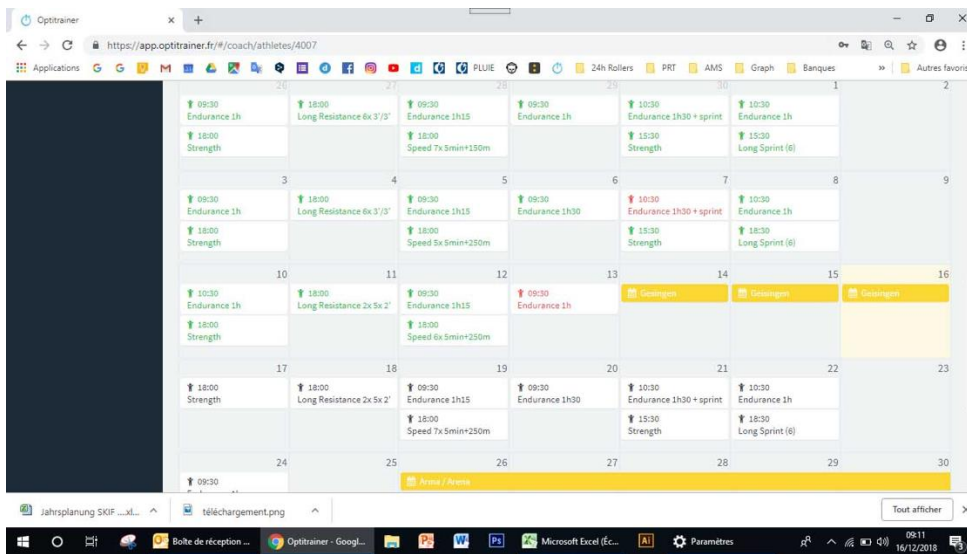 Optitrainer
https://app.optitrainer.fr/#/coach/athletes/4007
Applications PLUIE 24h Rollers PRT AMS Graph Banques » Autres favoris
26 27 28 29 30 1 2
09:30 18:00 09:30 09:30 10:30 10:30
Endurance 1h Long Resistance 6x 3'/3' Endurance 1h15 Endurance 1h Endurance 1h30 + sprint Endurance 1h
18:00 18:00 15:30 15:30
Strength Speed 7x 5min+150m Strength Long Sprint (6)
3 4 5 6 7 8 9
09:30 18:00 09:30 09:30 10:30 10:30
Endurance 1h Long Resistance 6x 3'/3' Endurance 1h15 Endurance 1h30 Endurance 1h30 + sprint Endurance 1h
18:00 18:00 15:30 18:30
Strength Speed 5x 5min+250m Strength Long Sprint (6)
10 11 12 13 14 15 16
10:30 18:00 09:30 09:30 Geisingen Geisingen Geisingen
Endurance 1h Long Resistance 2x 5x 2' Endurance 1h15 Endurance 1h
18:00 18:00
Strength Speed 6x 5min+250m
17 18 19 20 21 22 23
18:00 18:00 09:30 09:30 10:30 10:30
Strength Long Resistance 2x 5x 2' Endurance 1h15 Endurance 1h30 Endurance 1h30 + sprint Endurance 1h
18:00 15:30 18:30
Speed 7x 5min+250m Strength Long Sprint (6)
24 25 26 27 28 29 30
09:30 Arena / Arena
Jahrsplanung SKIF ....xl... téléchargement.png Tout afficher
Boîte de réception ... Optitrainer - Googl... Microsoft Excel (Éc... Paramètres 09:11
16/12/2018